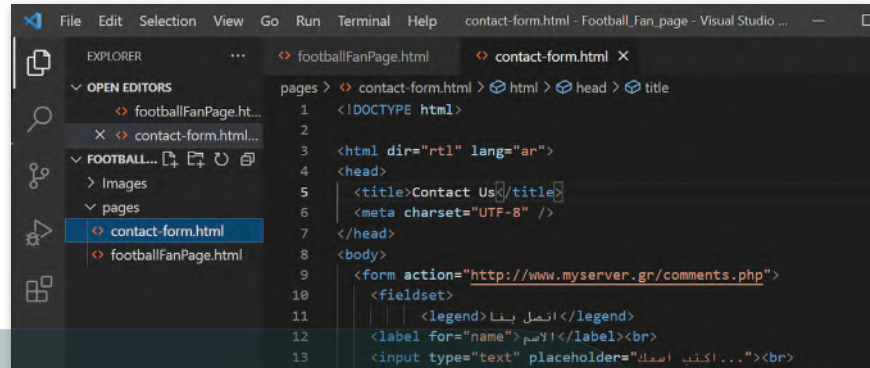 File Edit Selection View Go Run Terminal Help contact-form.html - Football_Fan_page - Visual Studio ...
EXPLORER ...
OPEN EDITORS
footballFanPage.ht...
contact-form.html...
FOOTBALL...
Images
pages
contact-form.html
footballFanPage.html
footballFanPage.html contact-form.html
pages > contact-form.html > html > head > title
1 <!DOCTYPE html>
2
3 <html dir="rtl" lang="ar">
4 <head>
5 <title>Contact Us</title>
6 <meta charset="UTF-8" />
7 </head>
8 <body>
9 <form action="http://www.myserver.gr/comments.php">
10 <fieldset>
11 <legend>اتصل بنا</legend>
12 <label for="name">الاسم</label><br>
13 <input type="text" placeholder="اكتب اسمك..."><br>